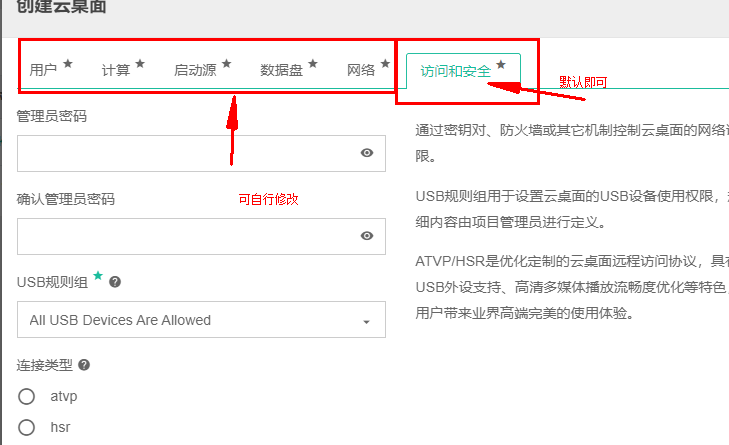 创建云桌面
用户 计算 启动源 数据盘 网络 访问和安全
默认即可
管理员密码
确认管理员密码
可自行修改
USB规则组
All USB Devices Are Allowed
连接类型
atvp
hsr
通过密钥对、防火墙或其它机制控制云桌面的网络
限。
USB规则组用于设置云桌面的USB设备使用权限，
细内容由项目管理员进行定义。
ATVP/HSR是优化定制的云桌面远程访问协议，具
USB外设支持、高清多媒体播放流畅度优化等特色
用户带来业界高端完美的使用体验。